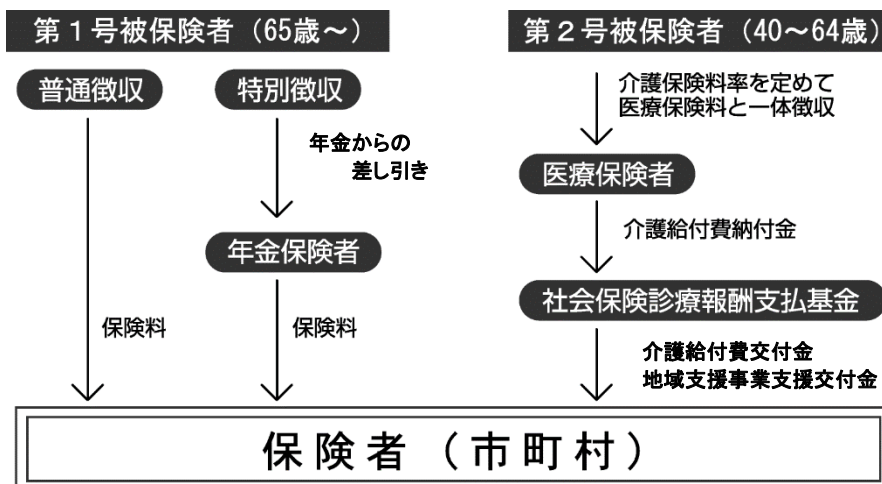 第１号被保険者（65歳～）
普通徴収
特別徴収
年金からの
差し引き
年金保険者
保険料
保険料
第２号被保険者（40～64歳）
介護保険料率を定めて
医療保険料と一体徴収
医療保険者
介護給付費納付金
社会保険診療報酬支払基金
介護給付費交付金
地域支援事業支援交付金
保険者（市町村）